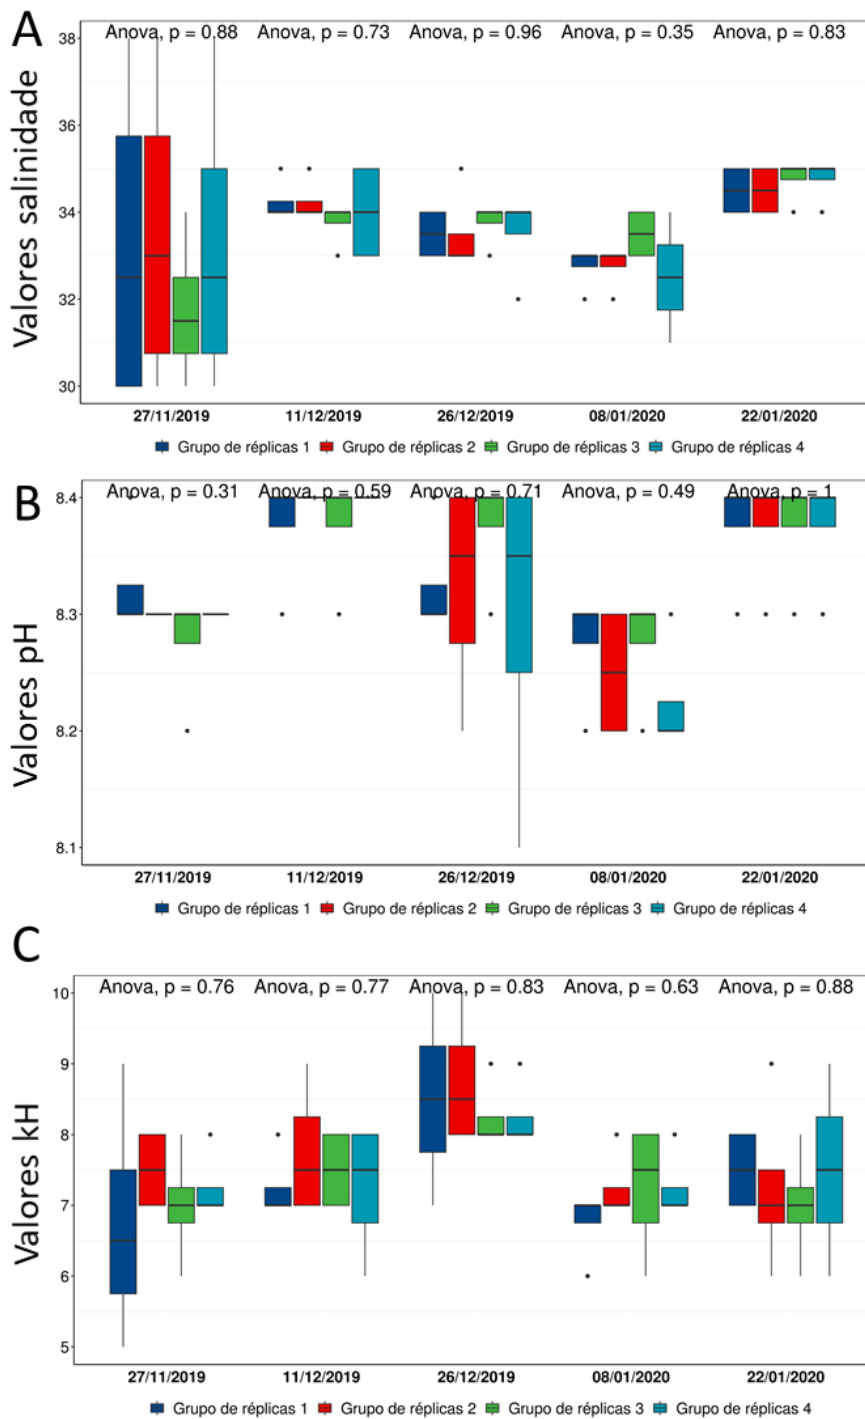 A
Anova, p = 0.88 Anova, p = 0.73 Anova, p = 0.96 Anova, p = 0.35 Anova, p = 0.83
Valores salinidade
38
36
34
32
30
27/11/2019 11/12/2019 26/12/2019 08/01/2020 22/01/2020
Grupo de réplicas 1 Grupo de réplicas 2 Grupo de réplicas 3 Grupo de réplicas 4
B
Anova, p = 0.31 Anova, p = 0.59 Anova, p = 0.71 Anova, p = 0.49 Anova, p = 1
Valores pH
8.4
8.3
8.2
8.1
27/11/2019 11/12/2019 26/12/2019 08/01/2020 22/01/2020
Grupo de réplicas 1 Grupo de réplicas 2 Grupo de réplicas 3 Grupo de réplicas 4
C
Anova, p = 0.76 Anova, p = 0.77 Anova, p = 0.83 Anova, p = 0.63 Anova, p = 0.88
Valores kH
10
9
8
7
6
5
27/11/2019 11/12/2019 26/12/2019 08/01/2020 22/01/2020
Grupo de réplicas 1 Grupo de réplicas 2 Grupo de réplicas 3 Grupo de réplicas 4